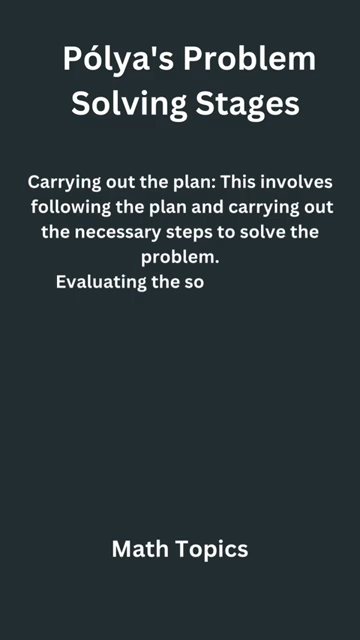 Pólya's Problem
Solving Stages
Carrying out the plan: This involves
following the plan and carrying out
the necessary steps to solve the
problem.
Evaluating the so
Math Topics